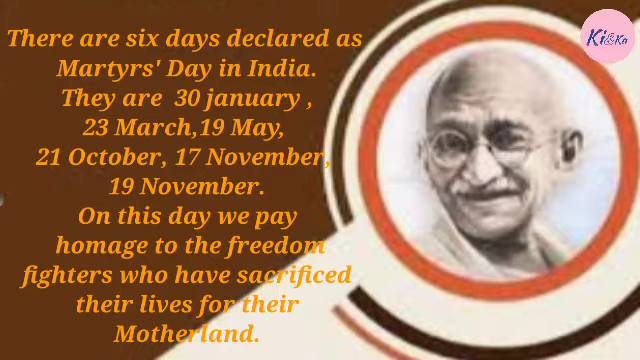 There are six days declared as
Martyrs' Day in India.
They are 30 january ,
23 March,19 May,
21 October, 17 November,
19 November.
On this day we pay
homage to the freedom
fighters who have sacrificed
their lives for their
Motherland.
Ki&Ka